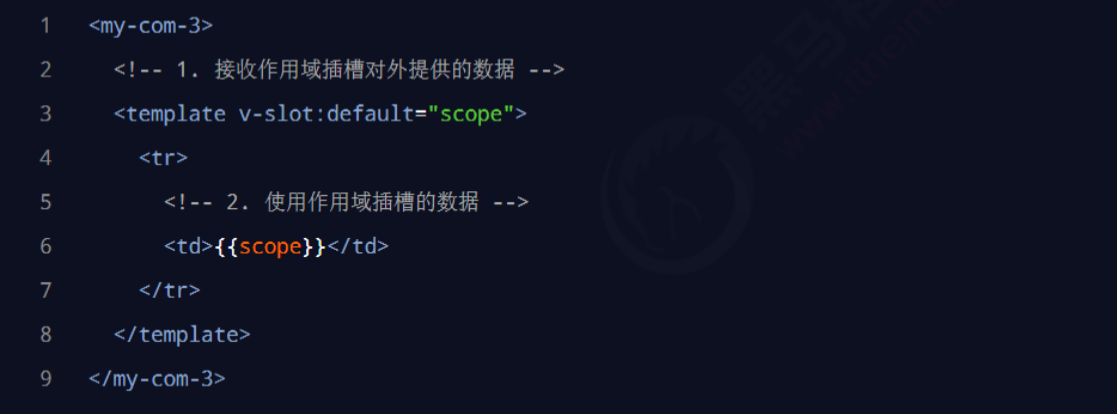 1 <my-com-3>
2   <!-- 1. 接收作用域插槽对外提供的数据 -->
3   <template v-slot:default="scope">
4     <tr>
5       <!-- 2. 使用作用域插槽的数据 -->
6       <td>{{scope}}</td>
7     </tr>
8   </template>
9 </my-com-3>
黑马